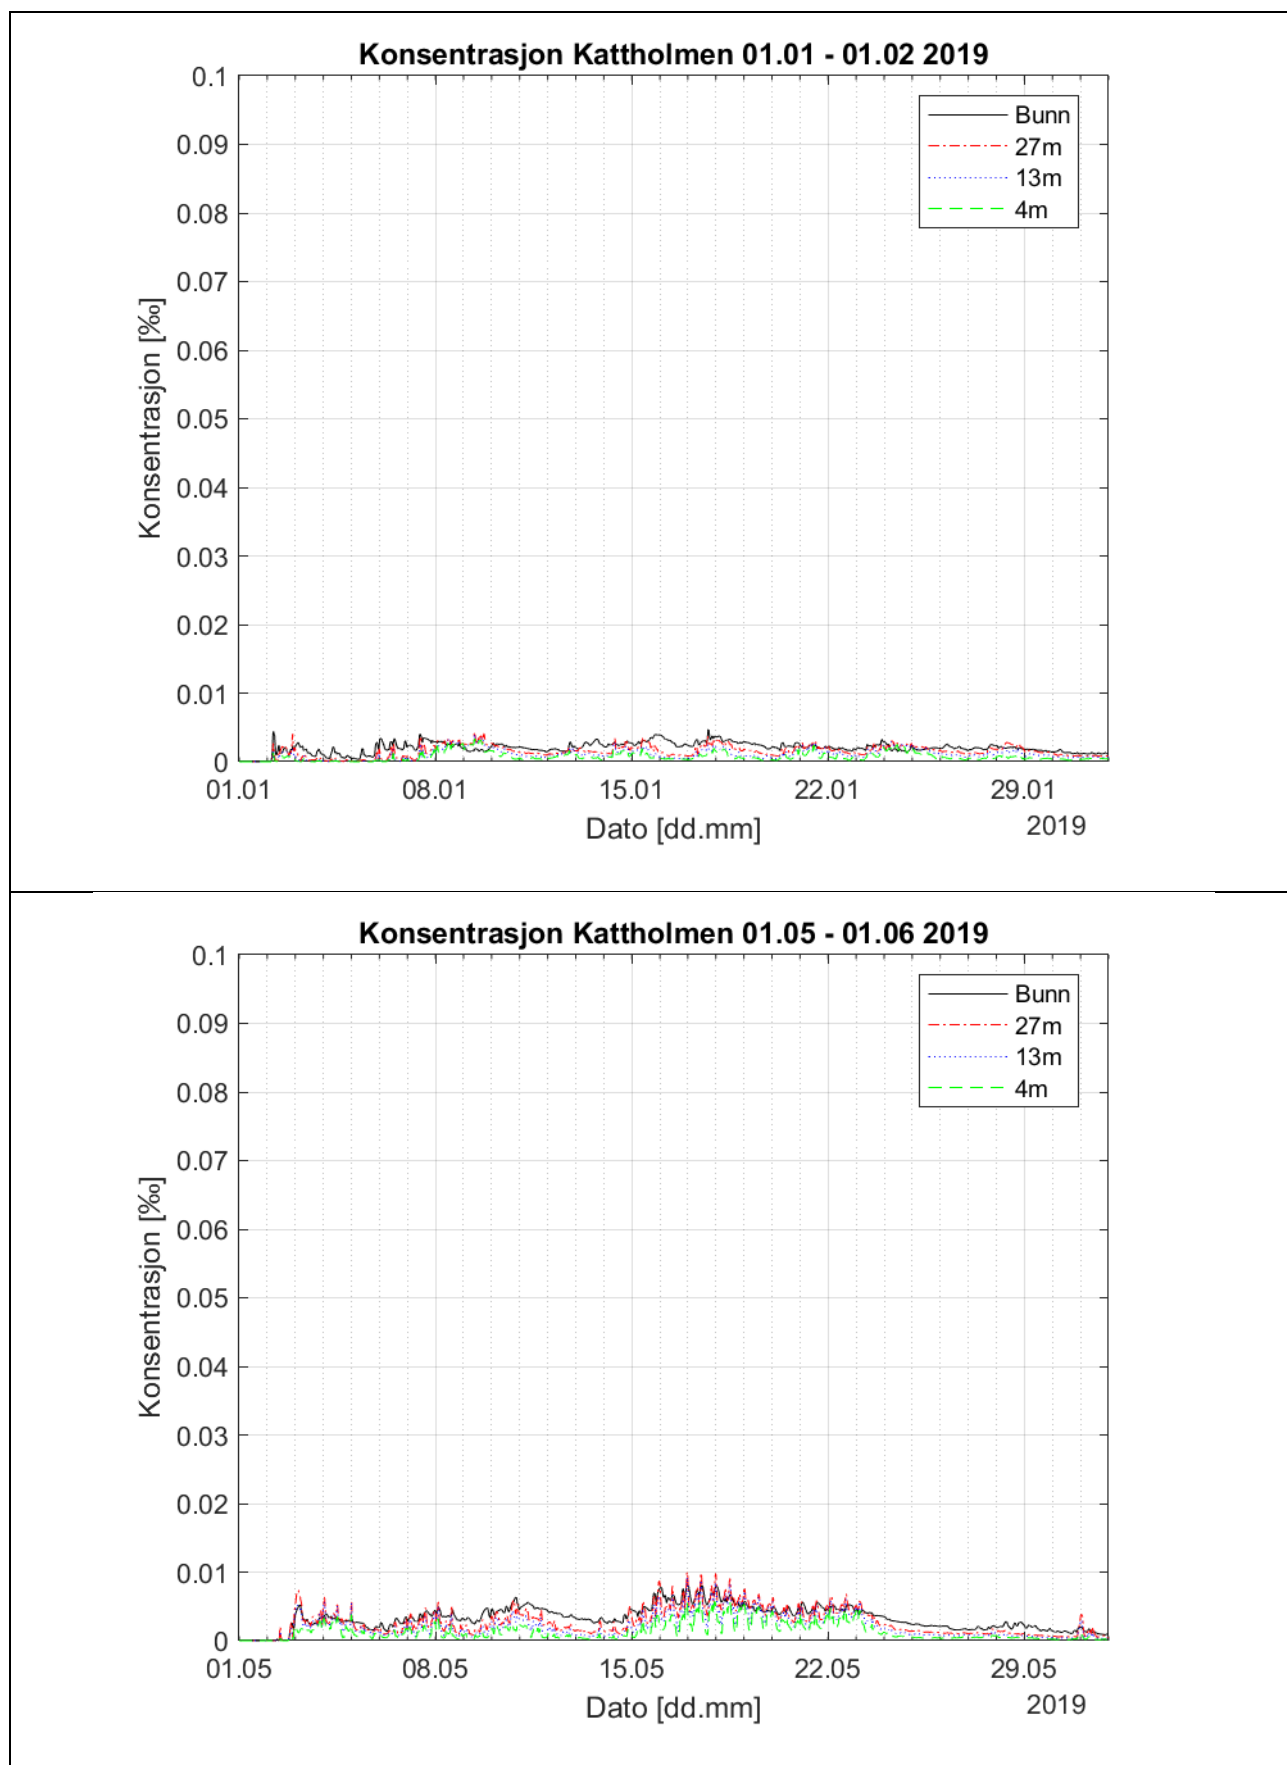 Konsentrasjon Kattholmen 01.01 - 01.02 2019
0.1
0.09
0.08
0.07
0.06
0.05
0.04
0.03
0.02
0.01
0
Konsentrasjon [‰]
Bunn
27m
13m
4m
01.01 08.01 15.01 22.01 29.01
Dato [dd.mm] 2019
Konsentrasjon Kattholmen 01.05 - 01.06 2019
0.1
0.09
0.08
0.07
0.06
0.05
0.04
0.03
0.02
0.01
0
Konsentrasjon [‰]
Bunn
27m
13m
4m
01.05 08.05 15.05 22.05 29.05
Dato [dd.mm] 2019